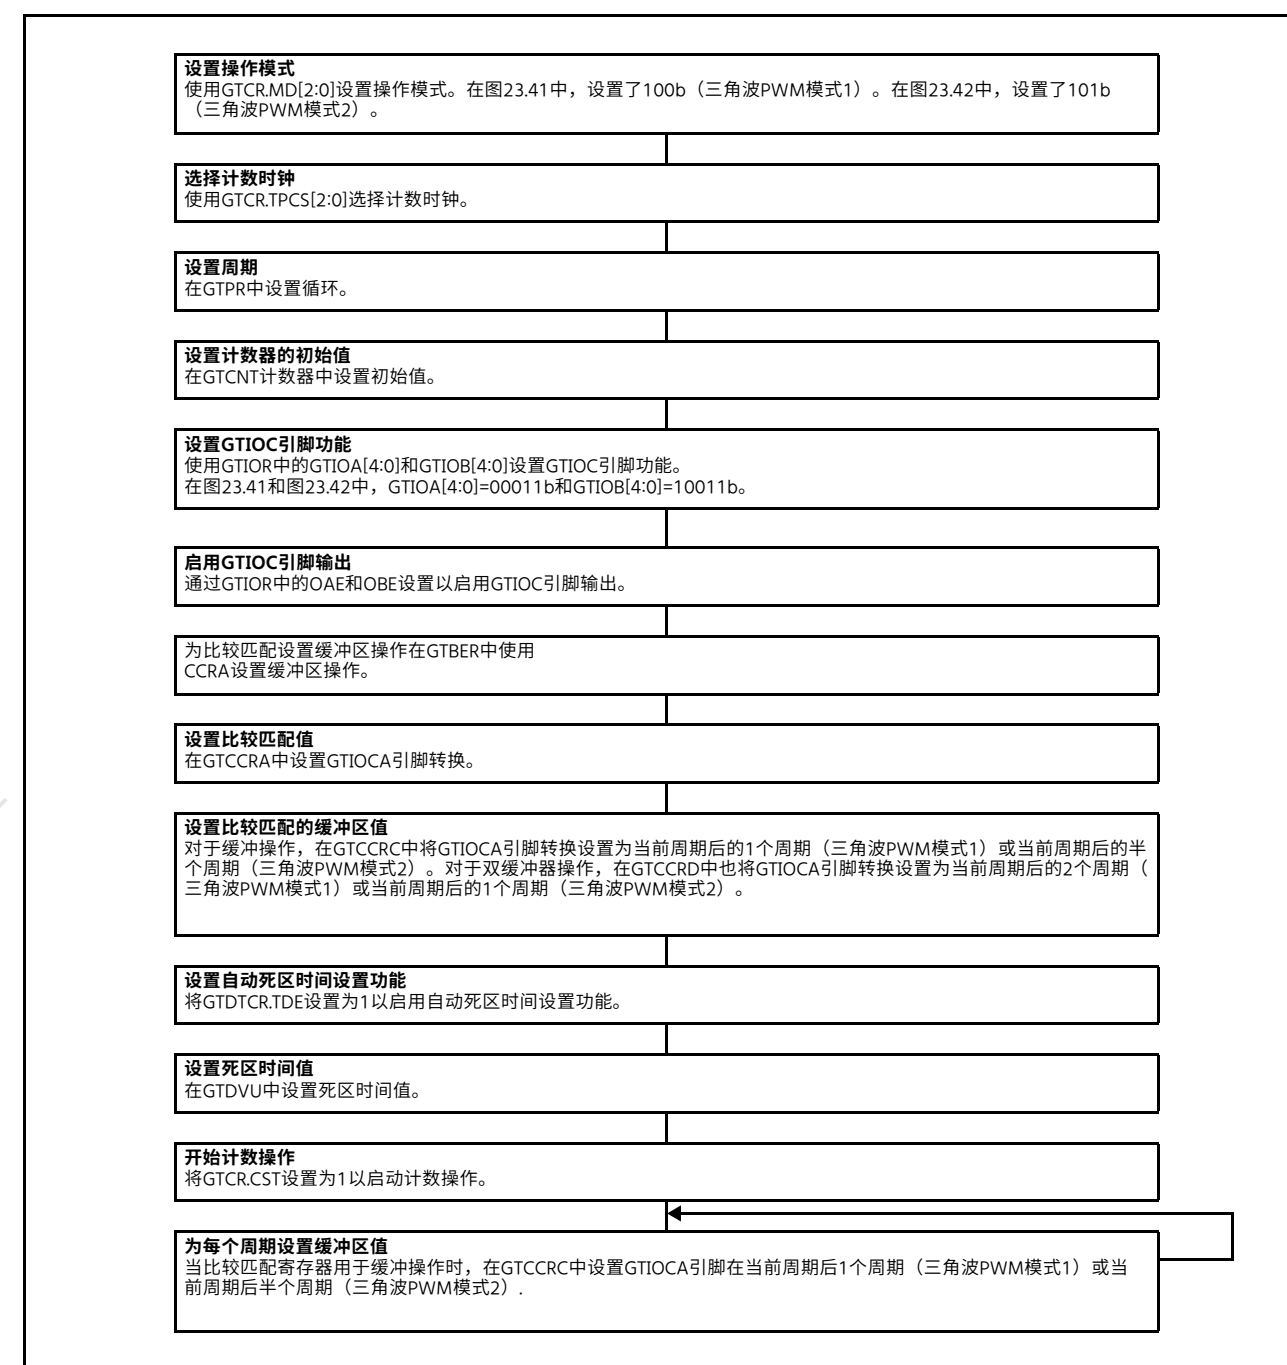 设置操作模式
使用GTCR.MD[2:0]设置操作模式。在图23.41中，设置了100b（三角波PWM模式1）。在图23.42中，设置了101b
（三角波PWM模式2）。
选择计数时钟
使用GTCR.TPCS[2:0]选择计数时钟。
设置周期
在GTPR中设置循环。
设置计数器的初始值
在GTCNT计数器中设置初始值。
设置GTIOC引脚功能
使用GTIOR中的GTIOA[4:0]和GTIOB[4:0]设置GTIOC引脚功能。
在图23.41和图23.42中，GTIOA[4:0]=00011b和GTIOB[4:0]=10011b。
启用GTIOC引脚输出
通过GTIOR中的OAE和OBE设置以启用GTIOC引脚输出。
为比较匹配设置缓冲区操作在GTBER中使用
CCRA设置缓冲区操作。
设置比较匹配值
在GTCCRA中设置GTIOCA引脚转换。
设置比较匹配的缓冲区值
对于缓冲操作，在GTCCRC中将GTIOCA引脚转换设置为当前周期后的1个周期（三角波PWM模式1）或当前周期后的半
个周期（三角波PWM模式2）。对于双缓冲器操作，在GTCCRD中也将GTIOCA引脚转换设置为当前周期后的2个周期（
三角波PWM模式1）或当前周期后的1个周期（三角波PWM模式2）。
设置自动死区时间设置功能
将GTDTCR.TDE设置为1以启用自动死区时间设置功能。
设置死区时间值
在GTDVU中设置死区时间值。
开始计数操作
将GTCR.CST设置为1以启动计数操作。
为每个周期设置缓冲区值
当比较匹配寄存器用于缓冲操作时，在GTCCRC中设置GTIOCA引脚在当前周期后1个周期（三角波PWM模式1）或当
前周期后半个周期（三角波PWM模式2）.